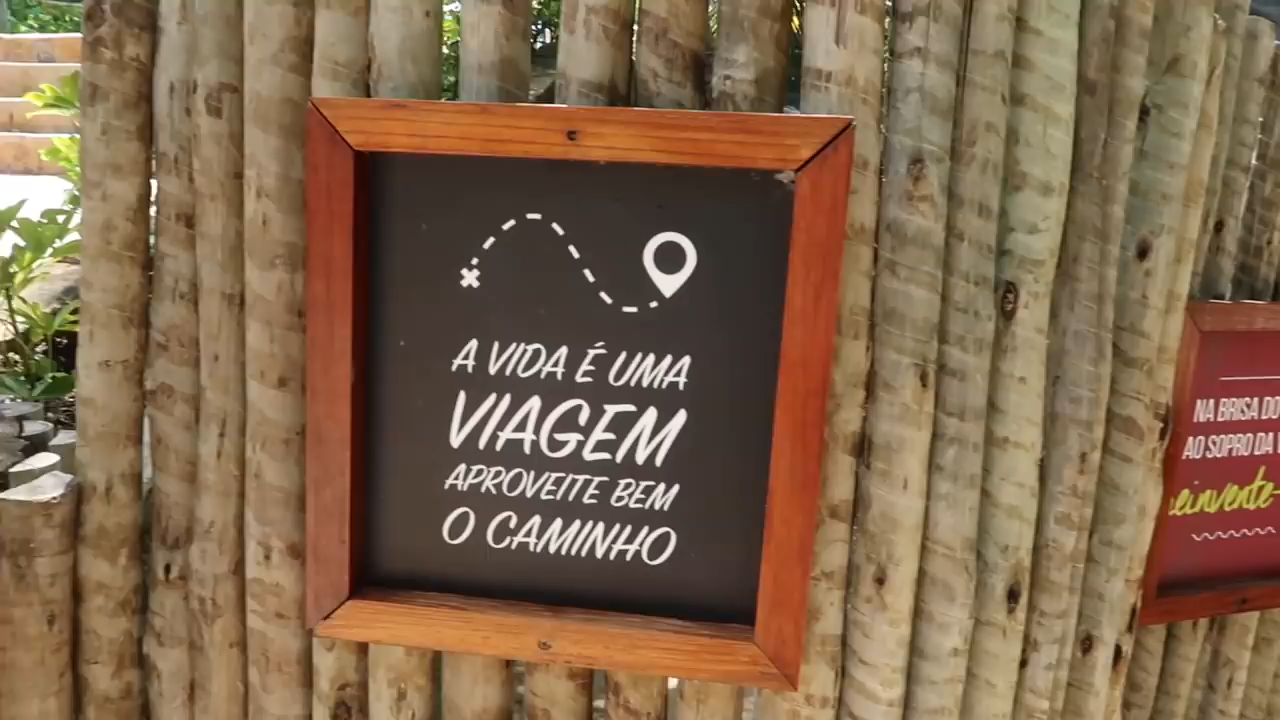 A VIDA É UMA
VIAGEM
APROVEITE BEM
O CAMINHO
NA BRISA DO
AO SOPRO DA
reinvente-